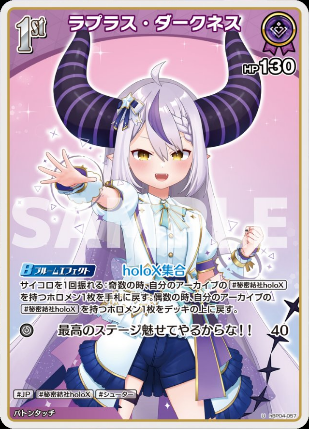 1st
ラプラス・ダークネス
HP130
SAMPLE
ブルームエフェクト
holoX集合
サイコロを1回振れる：奇数の時、自分のアーカイブの#秘密結社holoX
を持つホロメン1枚を手札に戻す。偶数の時、自分のアーカイブの
#秘密結社holoXを持つホロメン1枚をデッキの上に戻す。
最高のステージ魅せてやるからな！！ 40
#JP #秘密結社holoX #シューター
バトンタッチ
hBP04-057